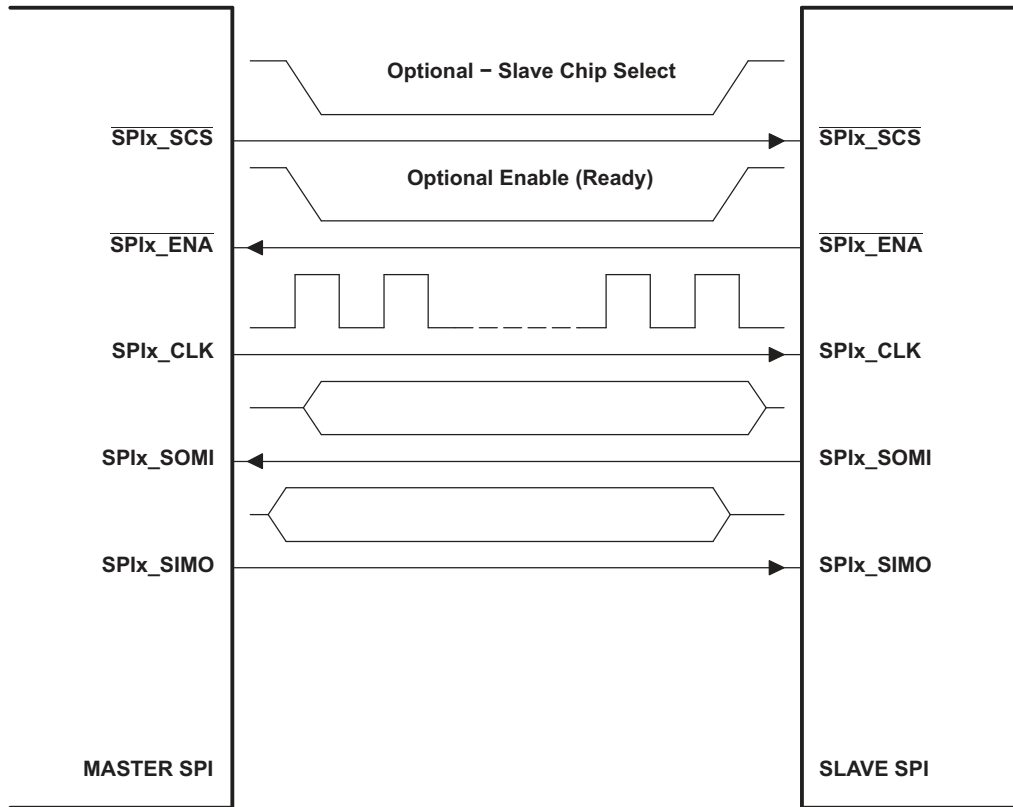 Optional − Slave Chip Select
SPIx_SCS SPIx_SCS
Optional Enable (Ready)
SPIx_ENA SPIx_ENA
SPIx_CLK SPIx_CLK
SPIx_SOMI SPIx_SOMI
SPIx_SIMO SPIx_SIMO
MASTER SPI SLAVE SPI